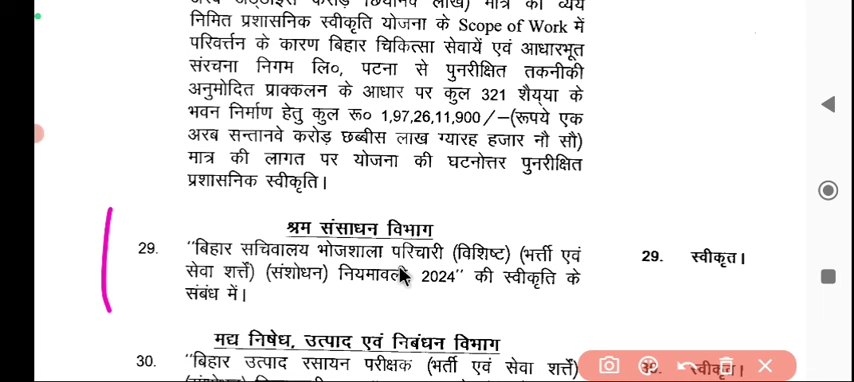 निमित प्रशासनिक स्वीकृति योजना के Scope of Work में
परिवर्त्तन के कारण बिहार चिकित्सा सेवायें एवं आधारभूत
संरचना निगम लि०, पटना से पुनरीक्षित तकनीकी
अनुमोदित प्राक्कलन के आधार पर कुल 321 शैय्या के
भवन निर्माण हेतु कुल रू० 1,97,26,11,900/-(रूपये एक
अरब सन्तानवे करोड़ छब्बीस लाख ग्यारह हजार नौ सौ)
मात्र की लागत पर योजना की घटनोत्तर पुनरीक्षित
प्रशासनिक स्वीकृति।
श्रम संसाधन विभाग
29. "बिहार सचिवालय भोजशाला परिचारी (विशिष्ट) (भर्त्ती एवं 29. स्वीकृत।
सेवा शर्त्ते) (संशोधन) 2024" की स्वीकृति के
संबंध में।
मद्य निषेध, उत्पाद एवं निबंधन विभाग
30. "बिहार उत्पाद रसायन परीक्षक (भर्ती एवं सेवा शर्त्ते)